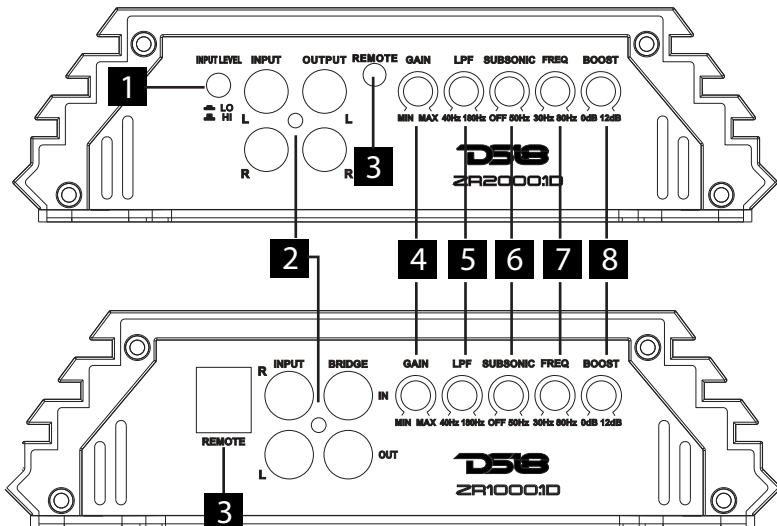 INPUT LEVEL INPUT OUTPUT REMOTE GAIN LPF SUBSONIC FREQ BOOST
1
LO
HI
L L
3
MIN MAX 40Hz 180Hz OFF 50Hz 30Hz 80Hz 0dB 12dB
R R
DS18
ZR2000.1D
2 4 5 6 7 8
R INPUT BRIDGE GAIN LPF SUBSONIC FREQ BOOST
IN
MIN MAX 40Hz 180Hz OFF 50Hz 30Hz 80Hz 0dB 12dB
REMOTE
L OUT
DS18
ZR1000.1D
3